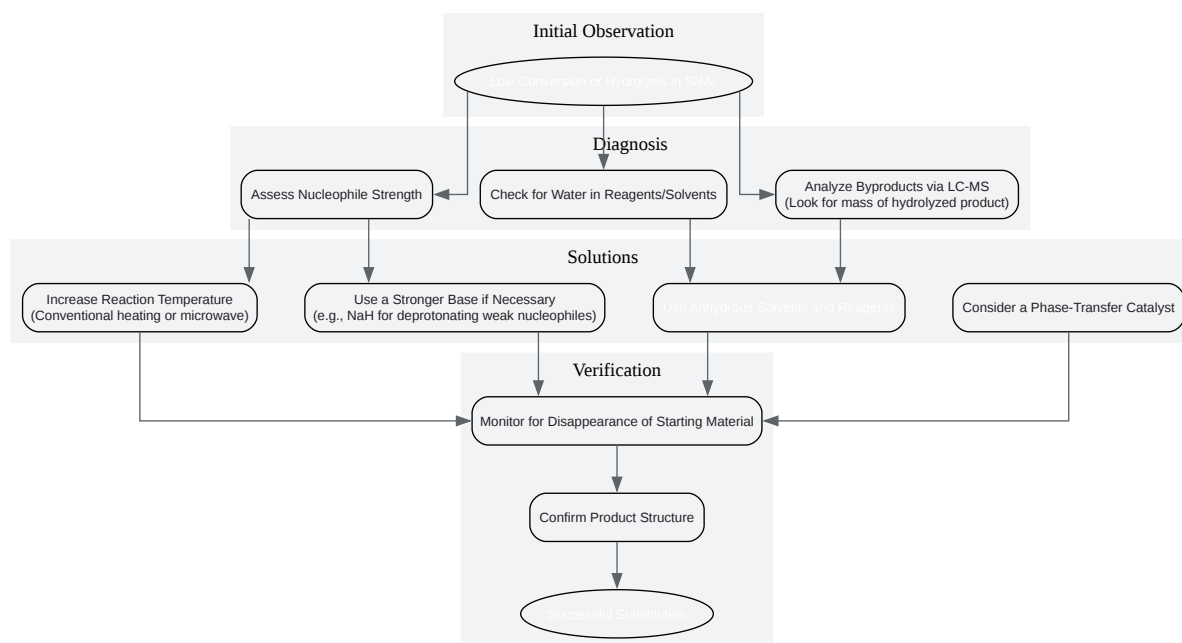 Initial Observation
Low Conversion or Hydrolysis in SNAr
Diagnosis
Assess Nucleophile Strength
Check for Water in Reagents/Solvents
Analyze Byproducts via LC-MS
(Look for mass of hydrolyzed product)
Solutions
Increase Reaction Temperature
(Conventional heating or microwave)
Use a Stronger Base if Necessary
(e.g., NaH for deprotonating weak nucleophiles)
Use Anhydrous Solvents and Reagents
Consider a Phase-Transfer Catalyst
Verification
Monitor for Disappearance of Starting Material
Confirm Product Structure
Successful Substitution